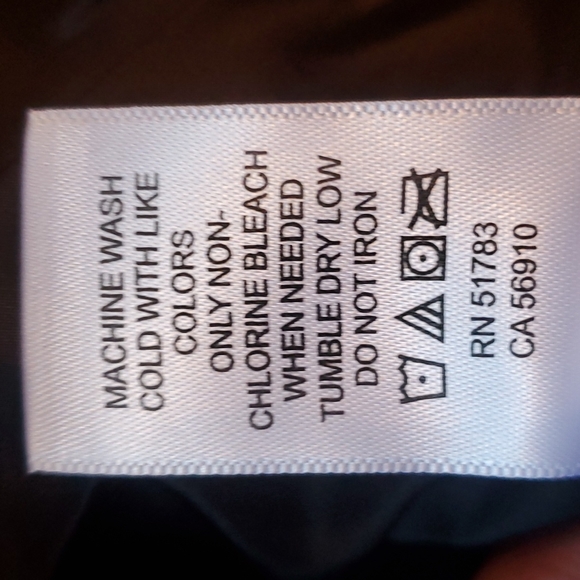 MACHINE WASH
COLD WITH LIKE
COLORS
ONLY NON-
CHLORINE BLEACH
WHEN NEEDED
TUMBLE DRY LOW
DO NOT IRON
RN 51783
CA 56910